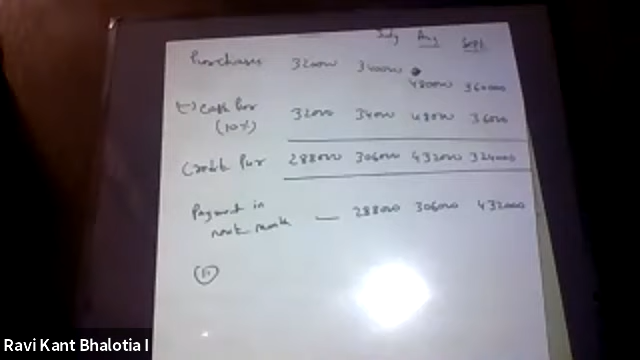 July Aug Sept
Purchases 320000 340000 480000 360000
(-) Cash Pur 32000 34000 48000 36000
(10%)
Credit Pur 288000 306000 432000 324000
Payment in — 288000 306000 432000
next month
Ravi Kant Bhalotia I